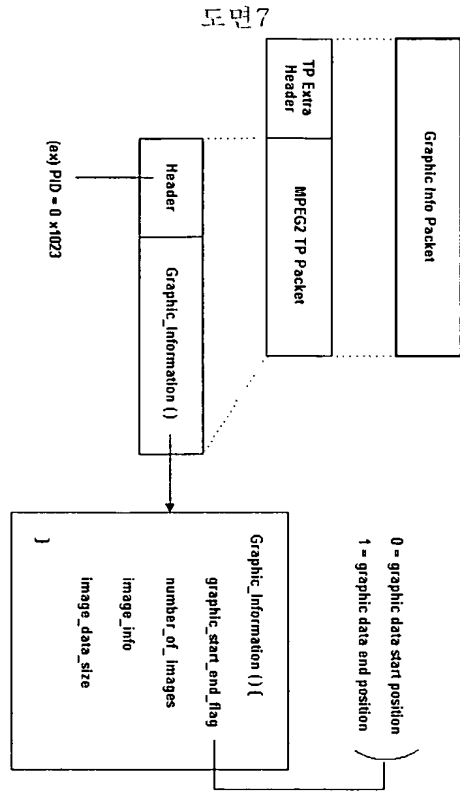 도면7
Graphic Info Packet
TP Extra
Header
MPEG2 TP Packet
Header
Graphic_Information ()
(ex) PID = 0 x1023
0 = graphic data start position
1 = graphic data end position
Graphic_Information () {
graphic_start_end_flag
number_of_Images
image_info
image_data_size
}